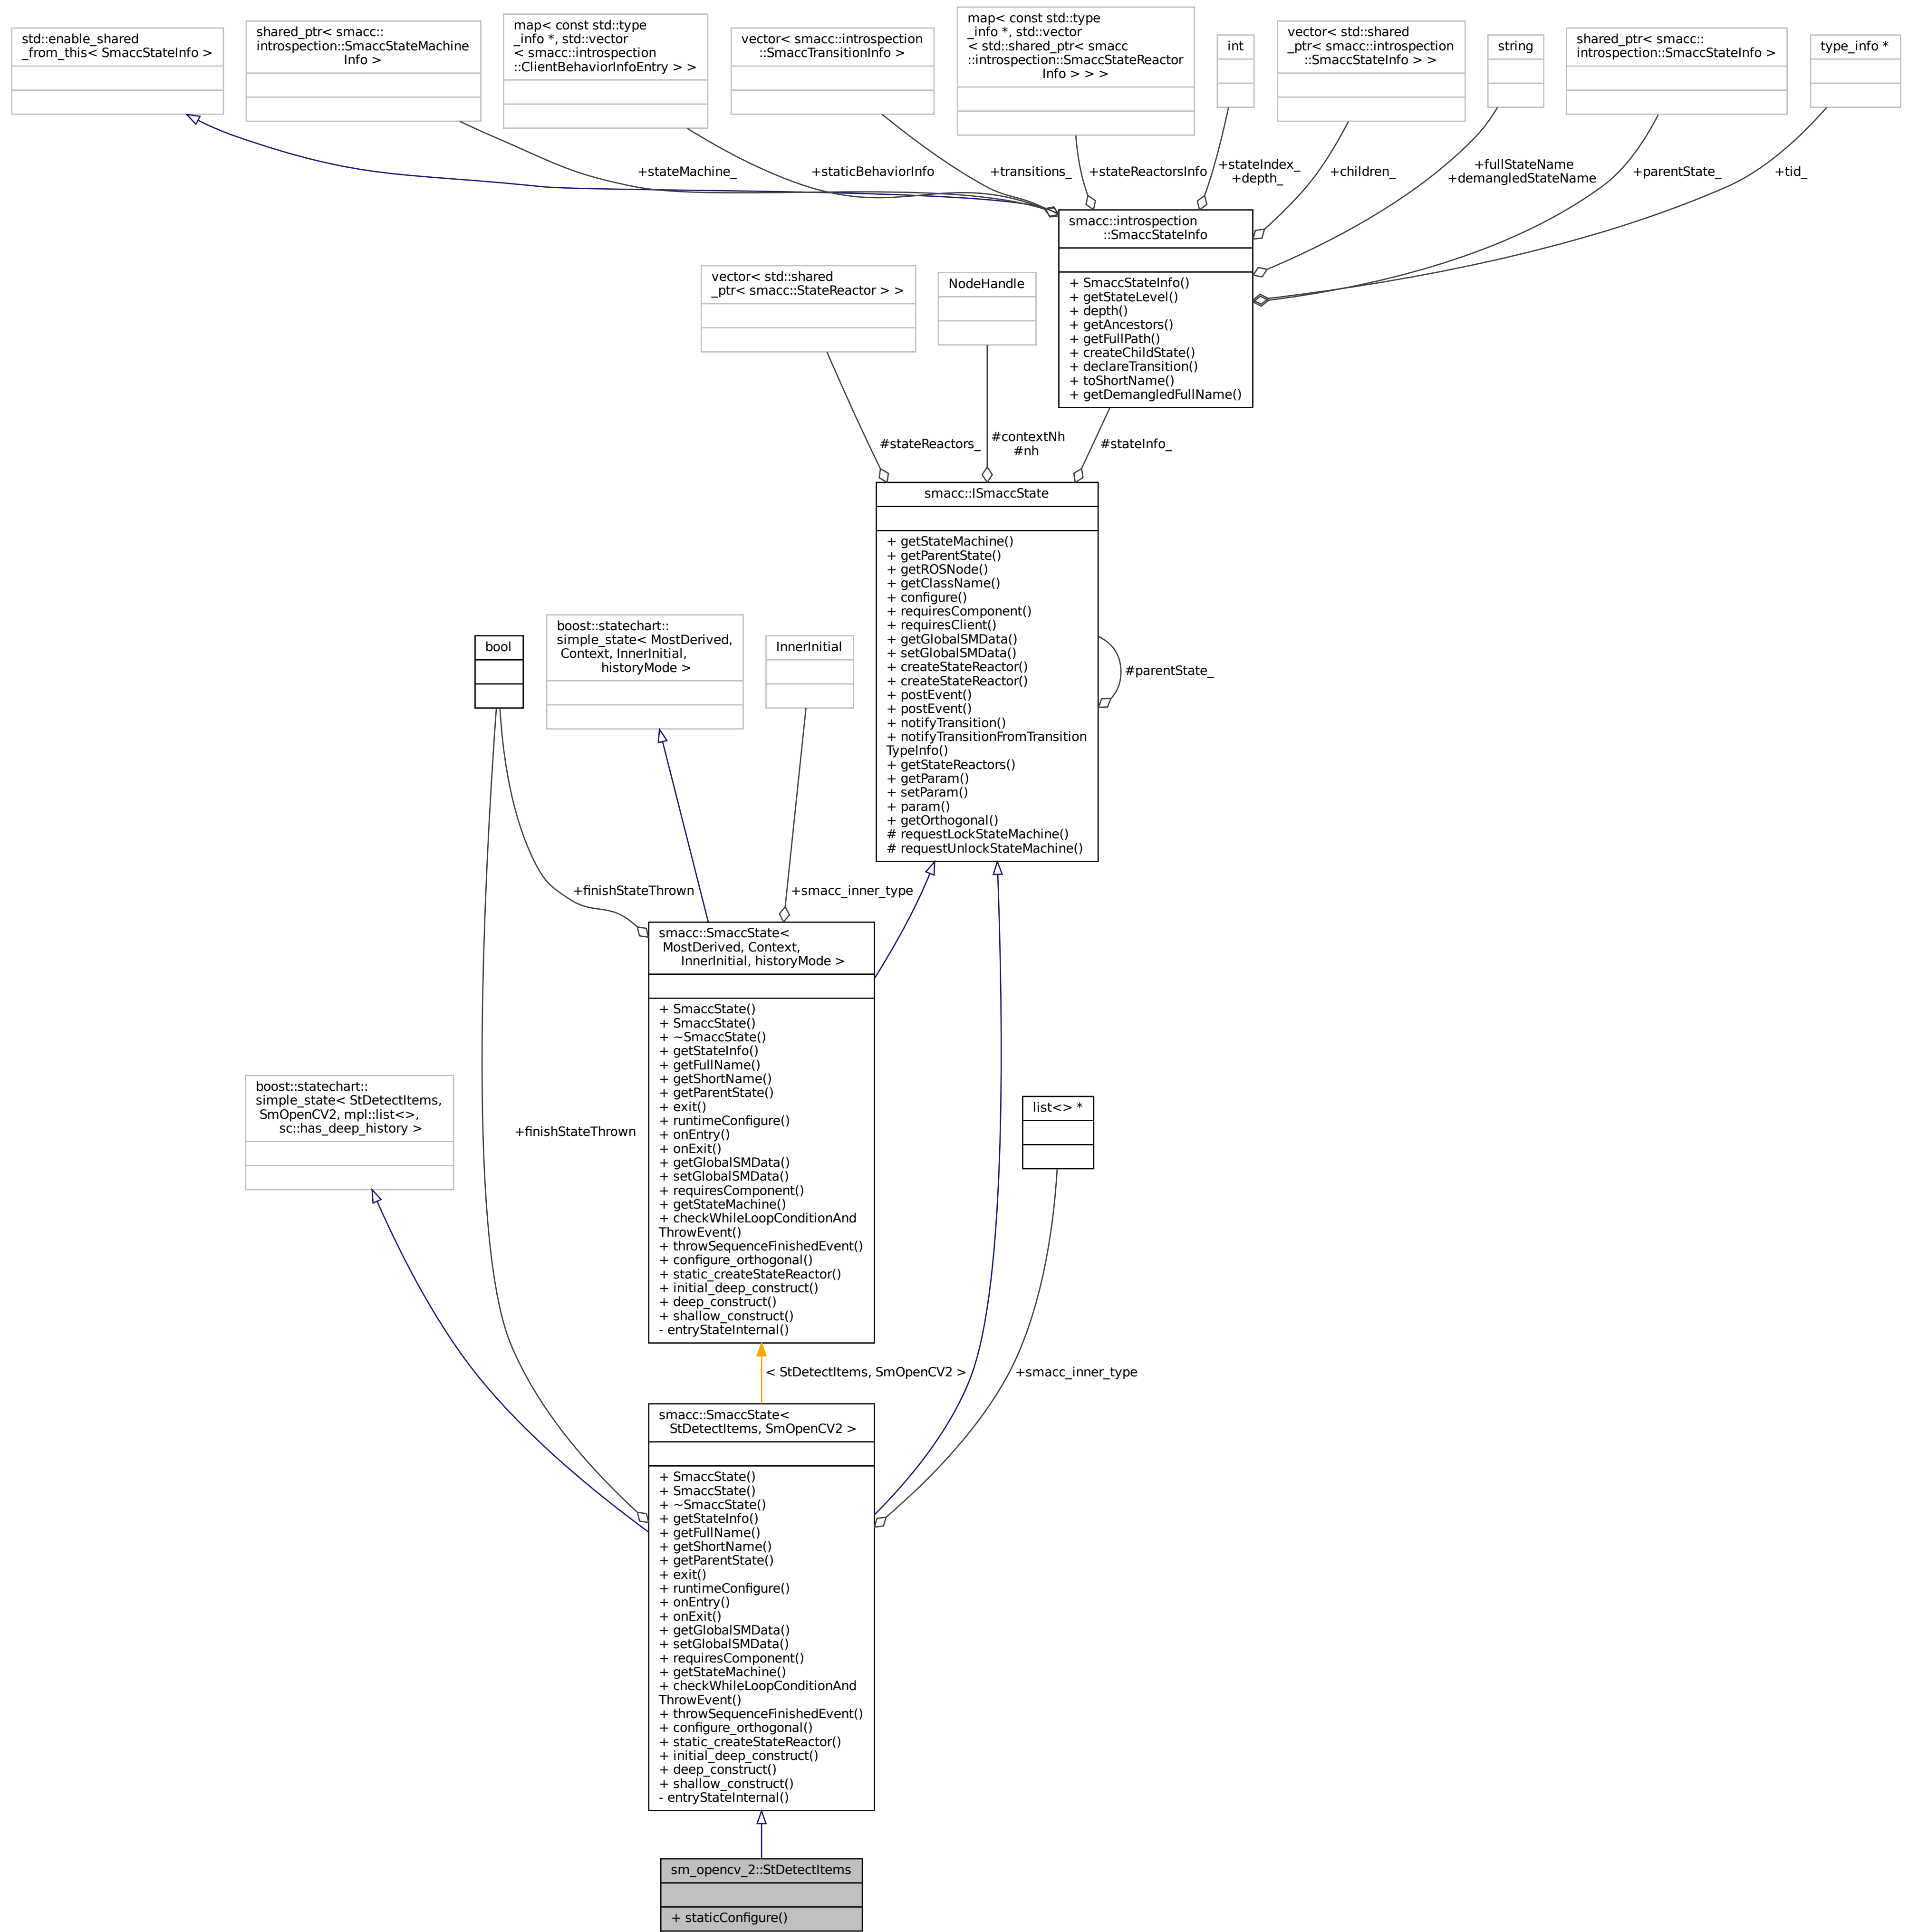 std::enable_shared
_from_this< SmaccStateInfo >
shared_ptr< smacc::
introspection::SmaccStateMachine
Info >
map< const std::type
_info *, std::vector
< smacc::introspection
::ClientBehaviorInfoEntry > >
vector< smacc::introspection
::SmaccTransitionInfo >
map< const std::type
_info *, std::vector
< std::shared_ptr< smacc
::introspection::SmaccStateReactor
Info > > >
int
vector< std::shared
_ptr< smacc::introspection
::SmaccStateInfo > >
string
shared_ptr< smacc::
introspection::SmaccStateInfo >
type_info *
+stateMachine_
+staticBehaviorInfo
+transitions_
+stateReactorsInfo
+stateIndex_
+depth_
+children_
+fullStateName
+demangledStateName
+parentState_
+tid_
smacc::introspection
::SmaccStateInfo
+ SmaccStateInfo()
+ getStateLevel()
+ depth()
+ getAncestors()
+ getFullPath()
+ createChildState()
+ declareTransition()
+ toShortName()
+ getDemangledFullName()
vector< std::shared
_ptr< smacc::StateReactor > >
NodeHandle
#stateReactors_
#contextNh
#nh
#stateInfo_
smacc::ISmaccState
+ getStateMachine()
+ getParentState()
+ getROSNode()
+ getClassName()
+ configure()
+ requiresComponent()
+ requiresClient()
+ getGlobalSMData()
+ setGlobalSMData()
+ createStateReactor()
+ createStateReactor()
+ postEvent()
+ postEvent()
+ notifyTransition()
+ notifyTransitionFromTransition
TypeInfo()
+ getStateReactors()
+ getParam()
+ setParam()
+ param()
+ getOrthogonal()
# requestLockStateMachine()
# requestUnlockStateMachine()
#parentState_
bool
boost::statechart::
simple_state< MostDerived,
Context, InnerInitial,
historyMode >
InnerInitial
+finishStateThrown
+smacc_inner_type
smacc::SmaccState<
MostDerived, Context,
InnerInitial, historyMode >
+ SmaccState()
+ SmaccState()
+ ~SmaccState()
+ getStateInfo()
+ getFullName()
+ getShortName()
+ getParentState()
+ exit()
+ runtimeConfigure()
+ onEntry()
+ onExit()
+ getGlobalSMData()
+ setGlobalSMData()
+ requiresComponent()
+ getStateMachine()
+ checkWhileLoopConditionAnd
ThrowEvent()
+ throwSequenceFinishedEvent()
+ configure_orthogonal()
+ static_createStateReactor()
+ initial_deep_construct()
+ deep_construct()
+ shallow_construct()
- entryStateInternal()
boost::statechart::
simple_state< StDetectItems,
SmOpenCV2, mpl::list<>,
sc::has_deep_history >
+finishStateThrown
list<> *
< StDetectItems, SmOpenCV2 >
+smacc_inner_type
smacc::SmaccState<
StDetectItems, SmOpenCV2 >
+ SmaccState()
+ SmaccState()
+ ~SmaccState()
+ getStateInfo()
+ getFullName()
+ getShortName()
+ getParentState()
+ exit()
+ runtimeConfigure()
+ onEntry()
+ onExit()
+ getGlobalSMData()
+ setGlobalSMData()
+ requiresComponent()
+ getStateMachine()
+ checkWhileLoopConditionAnd
ThrowEvent()
+ throwSequenceFinishedEvent()
+ configure_orthogonal()
+ static_createStateReactor()
+ initial_deep_construct()
+ deep_construct()
+ shallow_construct()
- entryStateInternal()
sm_opencv_2::StDetectItems
+ staticConfigure()